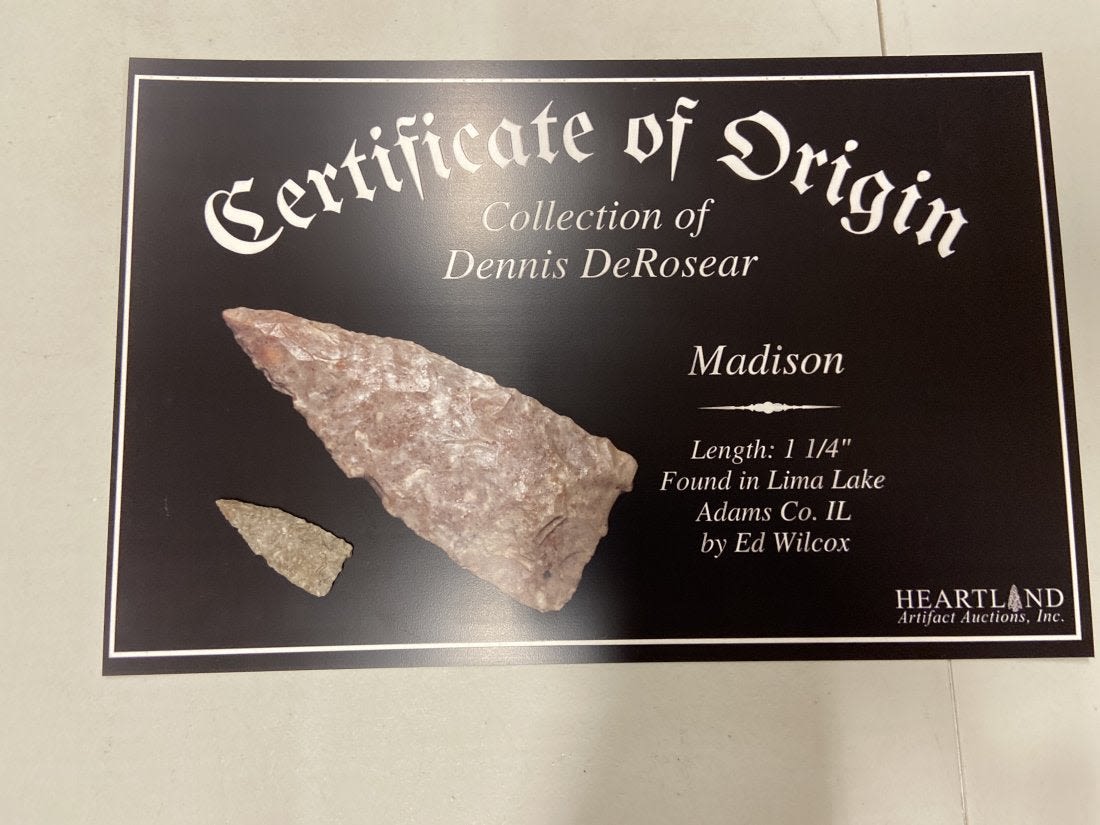 Certificate of Origin
Collection of
Dennis DeRosear
Madison
Length: 1 1/4"
Found in Lima Lake
Adams Co. IL
by Ed Wilcox
HEARTLAND
Artifact Auctions, Inc.